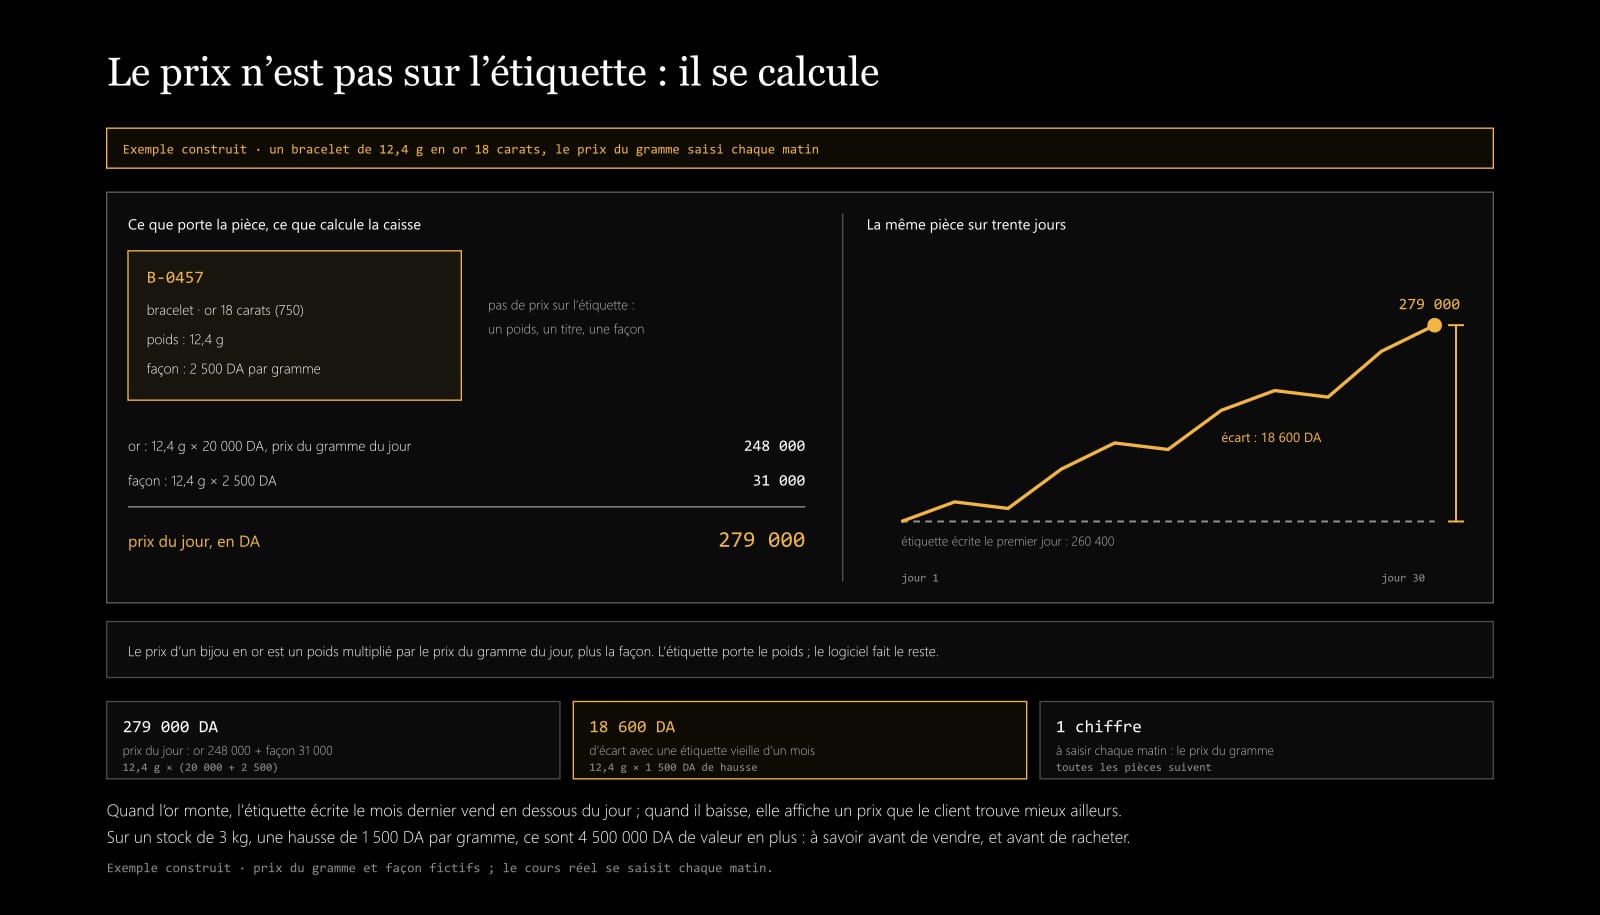 Le prix n’est pas sur l’étiquette : il se calcule
Exemple construit · un bracelet de 12,4 g en or 18 carats, le prix du gramme saisi chaque matin
Ce que porte la pièce, ce que calcule la caisse
B-0457
bracelet · or 18 carats (750)
poids : 12,4 g
façon : 2 500 DA par gramme
pas de prix sur l’étiquette :
un poids, un titre, une façon
or : 12,4 g × 20 000 DA, prix du gramme du jour 248 000
façon : 12,4 g × 2 500 DA 31 000
prix du jour, en DA 279 000
La même pièce sur trente jours
279 000
écart : 18 600 DA
étiquette écrite le premier jour : 260 400
jour 1 jour 30
Le prix d’un bijou en or est un poids multiplié par le prix du gramme du jour, plus la façon. L’étiquette porte le poids ; le logiciel fait le reste.
279 000 DA
prix du jour : or 248 000 + façon 31 000
12,4 g × (20 000 + 2 500)
18 600 DA
d’écart avec une étiquette vieille d’un mois
12,4 g × 1 500 DA de hausse
1 chiffre
à saisir chaque matin : le prix du gramme
toutes les pièces suivent
Quand l’or monte, l’étiquette écrite le mois dernier vend en dessous du jour ; quand il baisse, elle affiche un prix que le client trouve mieux ailleurs.
Sur un stock de 3 kg, une hausse de 1 500 DA par gramme, ce sont 4 500 000 DA de valeur en plus : à savoir avant de vendre, et avant de racheter.
Exemple construit · prix du gramme et façon fictifs ; le cours réel se saisit chaque matin.